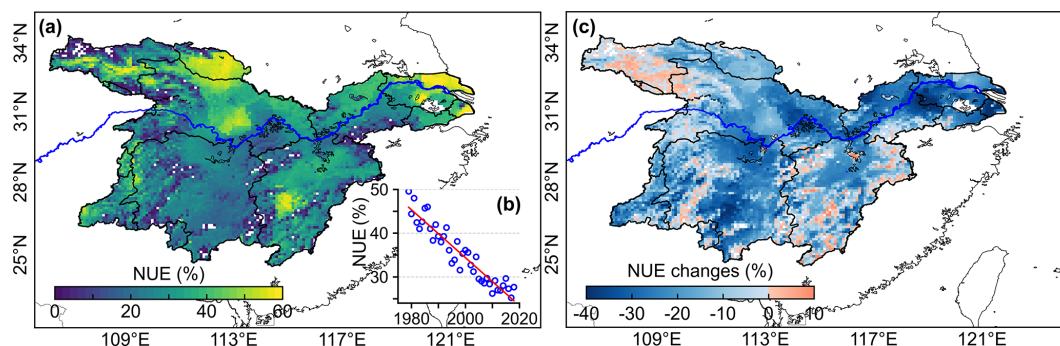 (a)
34°N
31°N
28°N
25°N
NUE (%)
0 20 40 60
109°E 113°E 117°E 121°E
(b)
NUE (%)
50
40
30
1980 2000 2020
(c)
34°N
31°N
28°N
25°N
NUE changes (%)
-40 -30 -20 -10 0 10
109°E 113°E 117°E 121°E